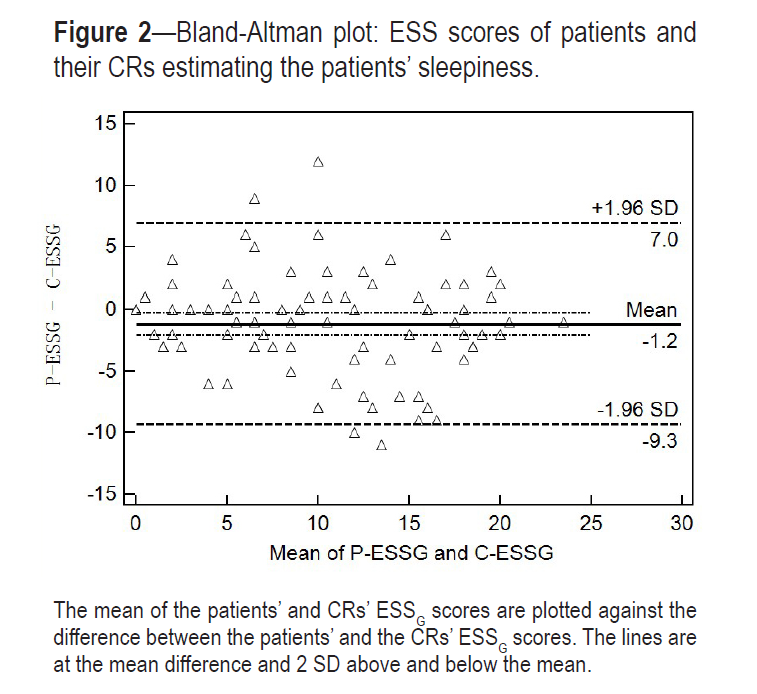 Figure 2—Bland-Altman plot: ESS scores of patients and
their CRs estimating the patients’ sleepiness.
15
10
5
0
-5
-10
-15
P-ESSG - C-ESSG
+1.96 SD
7.0
Mean
-1.2
-1.96 SD
-9.3
0 5 10 15 20 25 30
Mean of P-ESSG and C-ESSG
The mean of the patients’ and CRs’ ESSG scores are plotted against the
difference between the patients’ and the CRs’ ESSG scores. The lines are
at the mean difference and 2 SD above and below the mean.